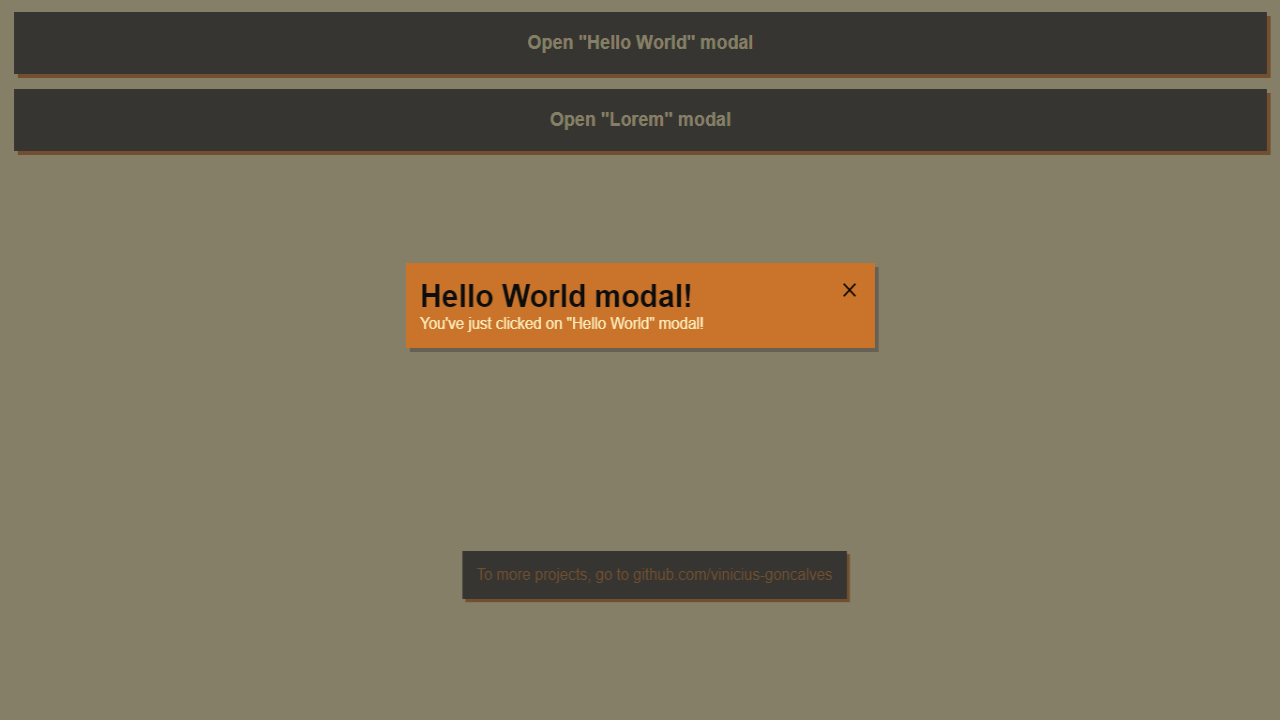 Open "Hello World" modal
Open "Lorem" modal
Hello World modal!
You've just clicked on "Hello World" modal!
To more projects, go to github.com/vinicius-goncalves